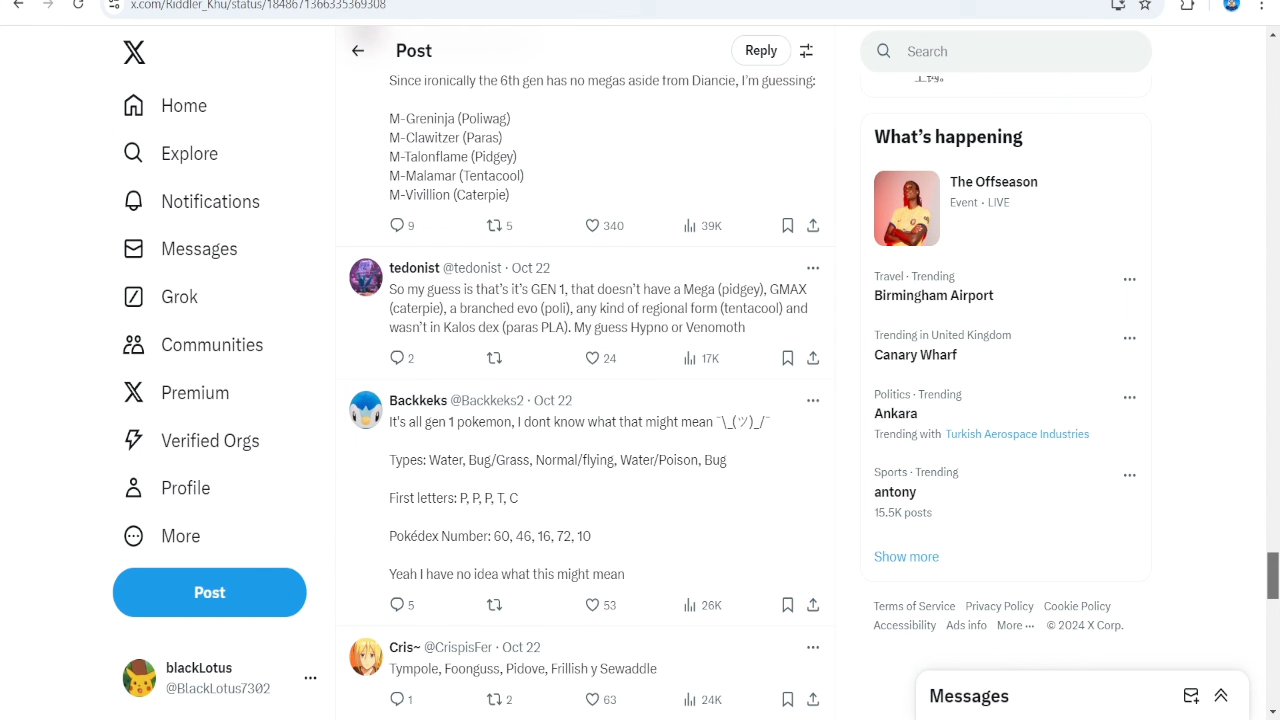 x.com/Riddler_Khu/status/1848671366335369308
Post
Reply
Search
Home
Explore
Notifications
Messages
Grok
Communities
Premium
Verified Orgs
Profile
More
Post
blackLotus
@BlackLotus7302
Since ironically the 6th gen has no megas aside from Diancie, I'm guessing:
M-Greninja (Poliwag)
M-Clawitzer (Paras)
M-Talonflame (Pidgey)
M-Malamar (Tentacool)
M-Vivillion (Caterpie)
9 5 340 39K
tedonist @tedonist · Oct 22
So my guess is that's it's GEN 1, that doesn't have a Mega (pidgey), GMAX
(caterpie), a branched evo (poli), any kind of regional form (tentacool) and
wasn't in Kalos dex (paras PLA). My guess Hypno or Venomoth
2 24 17K
Backkeks @Backkeks2 · Oct 22
It's all gen 1 pokemon, I dont know what that might mean ¯\_(ツ)_/¯
Types: Water, Bug/Grass, Normal/flying, Water/Poison, Bug
First letters: P, P, P, T, C
Pokédex Number: 60, 46, 16, 72, 10
Yeah I have no idea what this might mean
5 53 26K
Cris~ @CrispisFer · Oct 22
Tympole, Foonguss, Pidove, Frillish y Sewaddle
1 2 63 24K
What's happening
The Offseason
Event · LIVE
Travel · Trending
Birmingham Airport
Trending in United Kingdom
Canary Wharf
Politics · Trending
Ankara
Trending with Turkish Aerospace Industries
Sports · Trending
antony
15.5K posts
Show more
Terms of Service Privacy Policy Cookie Policy
Accessibility Ads info More ··· © 2024 X Corp.
Messages